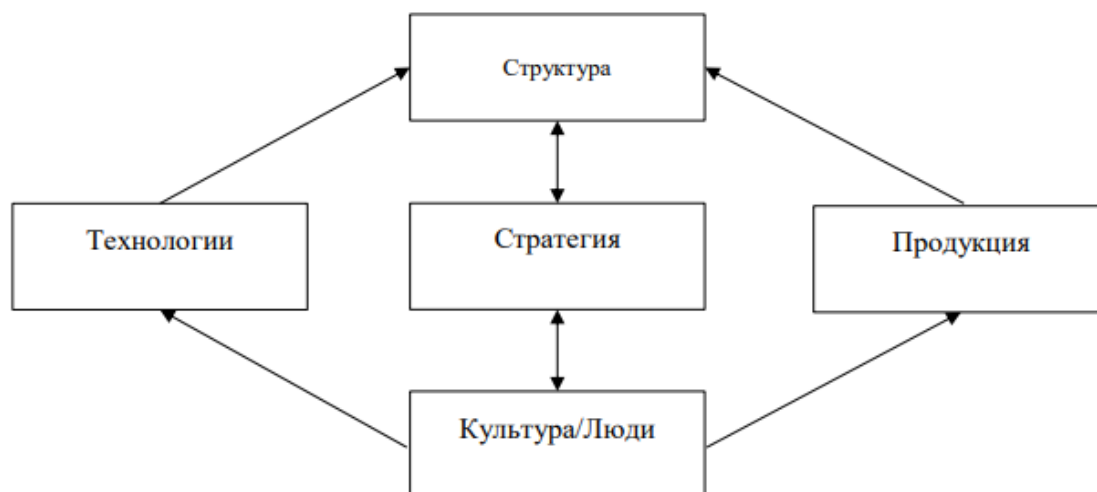 Структура
Технологии
Стратегия
Продукция
Культура/Люди